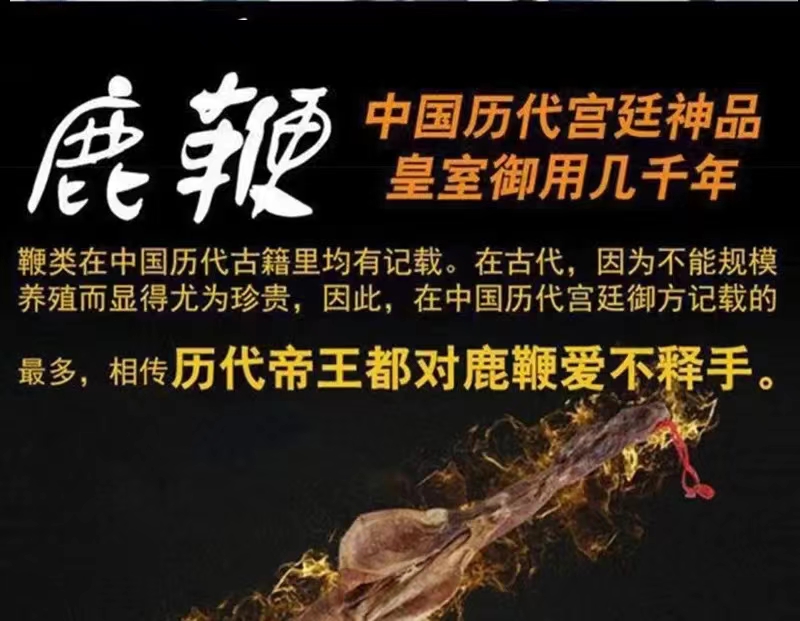 鹿鞭
中国历代宫廷神品
皇室御用几千年
鞭类在中国历代古籍里均有记载。在古代，因为不能规模
养殖而显得尤为珍贵，因此，在中国历代宫廷御方记载的
最多，相传历代帝王都对鹿鞭爱不释手。